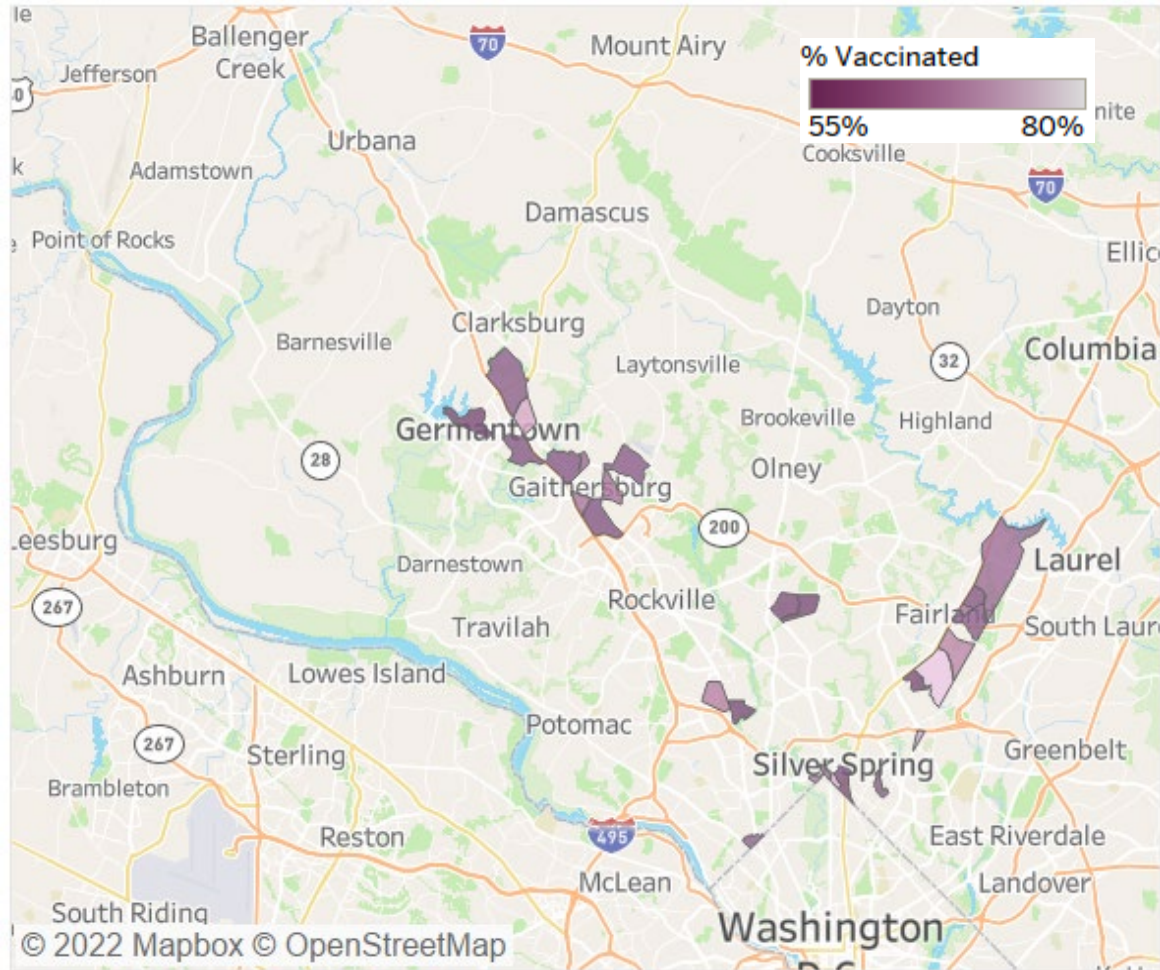 le
Ballenger
Creek
70
Mount Airy
% Vaccinated
55%
80%
Jefferson
Urbana
Cooksville
70
Adamstown
Damascus
Point of Rocks
Dayton
Clarksburg
Barnesville
Laytonsville
32
Columbia
Brookeville
Highland
Germantown
28
Olney
Gaithersburg
200
Leesburg
Darnestown
Laurel
267
Rockville
Fairland
Travilah
South Laure
Ashburn
Lowes Island
Potomac
267
Sterling
Silver Spring
Greenbelt
Brambleton
Reston
495
East Riverdale
McLean
Landover
South Riding
Washington
© 2022 Mapbox © OpenStreetMap